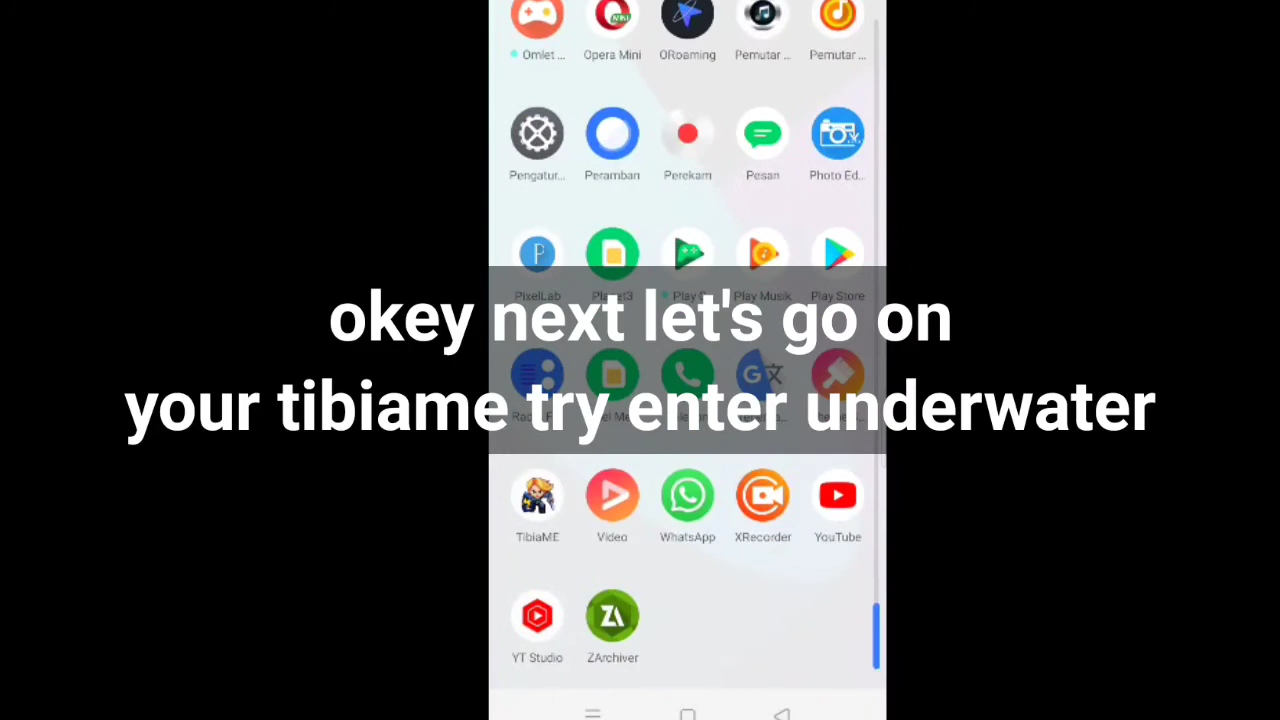 Omlet ... Opera Mini ORoaming Pemutar ... Pemutar ...
Pengatur... Peramban Perekam Pesan Photo Ed...
PixelLab Planet3 Play Musik Play Store
okey next let's go on
your tibiame try enter underwater
TibiaME Video WhatsApp XRecorder YouTube
YT Studio ZArchiver